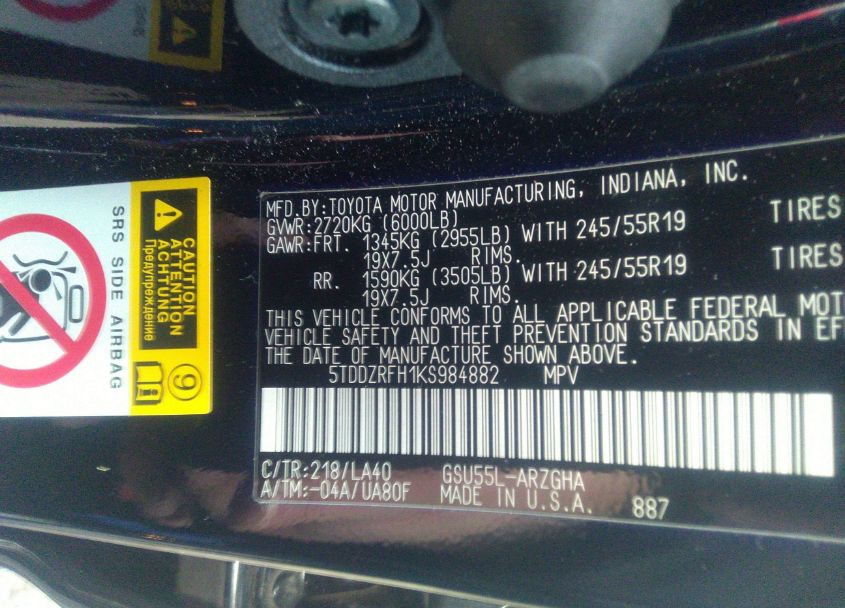 MFD.BY:TOYOTA MOTOR MANUFACTURING, INDIANA, INC.
GVWR:2720KG (6000LB)
GAWR:FRT. 1345KG (2955LB) WITH 245/55R19 TIRES
19X7.5J RIMS.
RR. 1590KG (3505LB) WITH 245/55R19 TIRES
19X7.5J RIMS.
THIS VEHICLE CONFORMS TO ALL APPLICABLE FEDERAL MOT
VEHICLE SAFETY AND THEFT PREVENTION STANDARDS IN EF
THE DATE OF MANUFACTURE SHOWN ABOVE.
5TDDZRFH1KS984882 MPV
C/TR:218/LA40 GSU55L-ARZGHA
A/TM:-04A/UA80F MADE IN U.S.A. 887
SRS SIDE AIRBAG
CAUTION
ATTENTION
ACHTUNG
Предупреждение
9